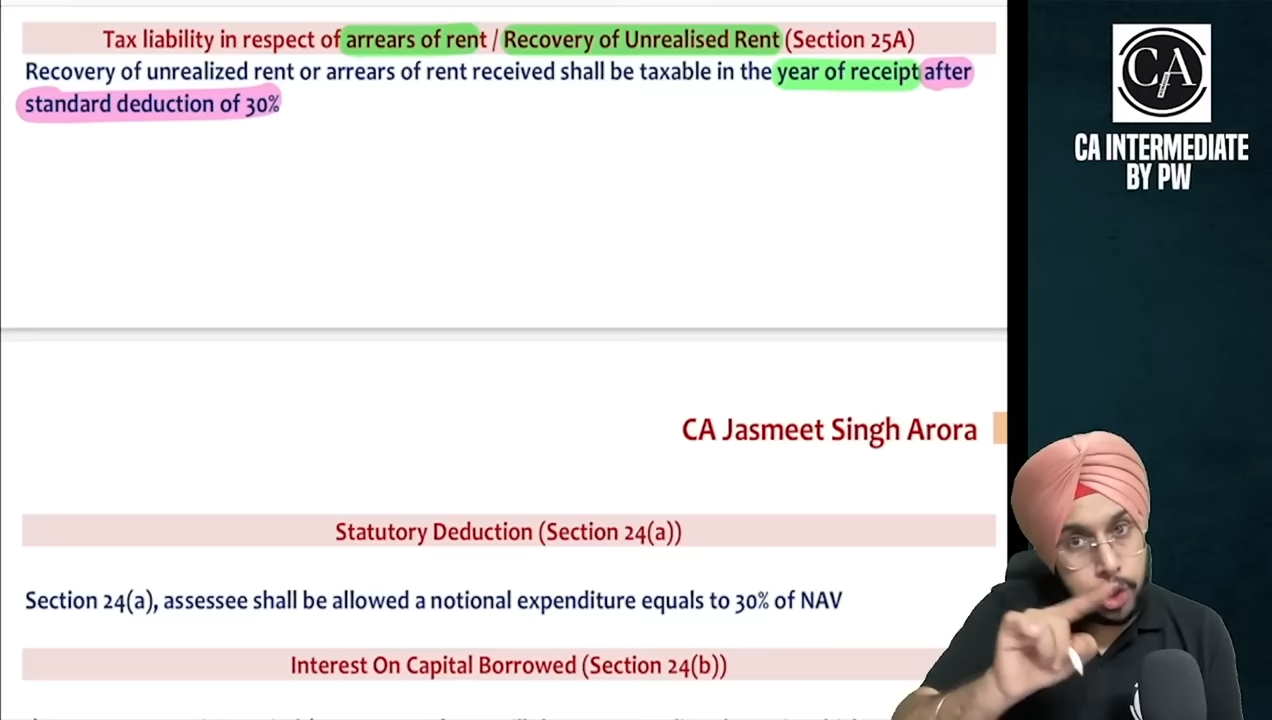 Tax liability in respect of arrears of rent / Recovery of Unrealised Rent (Section 25A)
Recovery of unrealized rent or arrears of rent received shall be taxable in the year of receipt after
standard deduction of 30%
CA
CA INTERMEDIATE
BY PW
CA Jasmeet Singh Arora
Statutory Deduction (Section 24(a))
Section 24(a), assessee shall be allowed a notional expenditure equals to 30% of NAV
Interest On Capital Borrowed (Section 24(b))